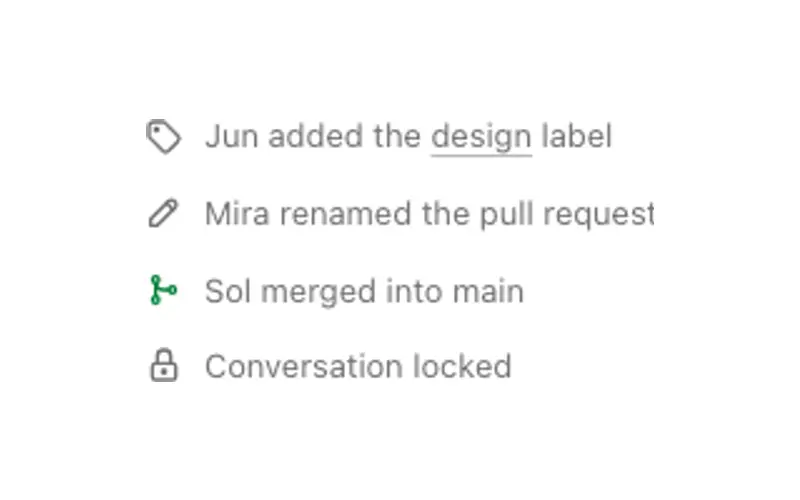 Jun added the design label
Mira renamed the pull request
Sol merged into main
Conversation locked